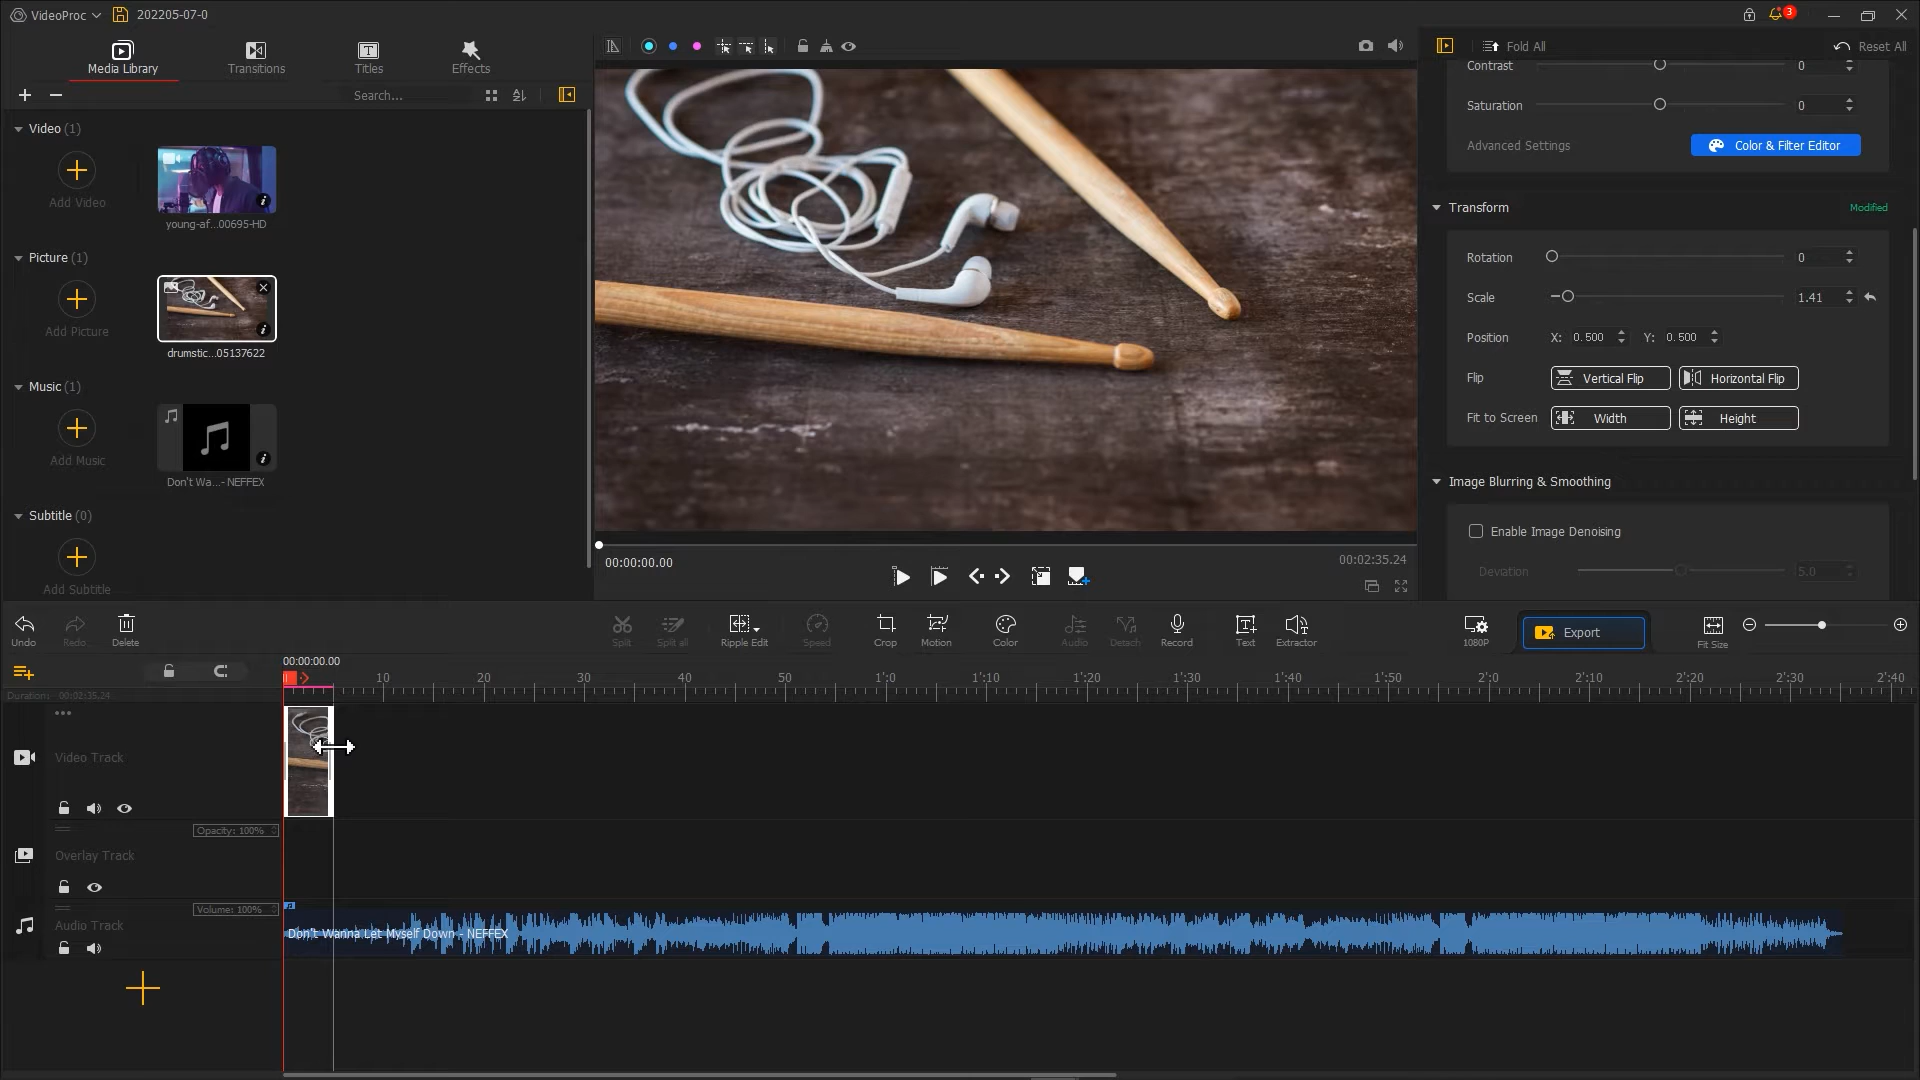 VideoProc
202205-07-0
3
Media Library
Transitions
Titles
Effects
Fold All
Reset All
Search...
Contrast 0
Saturation 0
Advanced Settings Color & Filter Editor
Video (1)
Add Video
young-af...00695-HD
Picture (1)
Add Picture
drumstic...05137622
Music (1)
Add Music
Don't Wa...- NEFFEX
Subtitle (0)
Add Subtitle
Transform Modified
Rotation 0
Scale 1.41
Position X: 0.500 Y: 0.500
Flip Vertical Flip Horizontal Flip
Fit to Screen Width Height
Image Blurring & Smoothing
Enable Image Denoising
Deviation 5.0
00:00:00.00
00:02:35.24
Undo
Redo
Delete
Split
Split all
Ripple Edit
Speed
Crop
Motion
Color
Audio
Detach
Record
Text
Extractor
1080P
Export
Fit Size
00:00:00.00
10 20 30 40 50 1':0 1':10 1':20 1':30 1':40 1':50 2':0 2':10 2':20 2':30 2':40
Duration: 00:02:35.24
Video Track
Opacity: 100%
Overlay Track
Volume: 100%
Audio Track
Don't Wanna Let Myself Down - NEFFEX